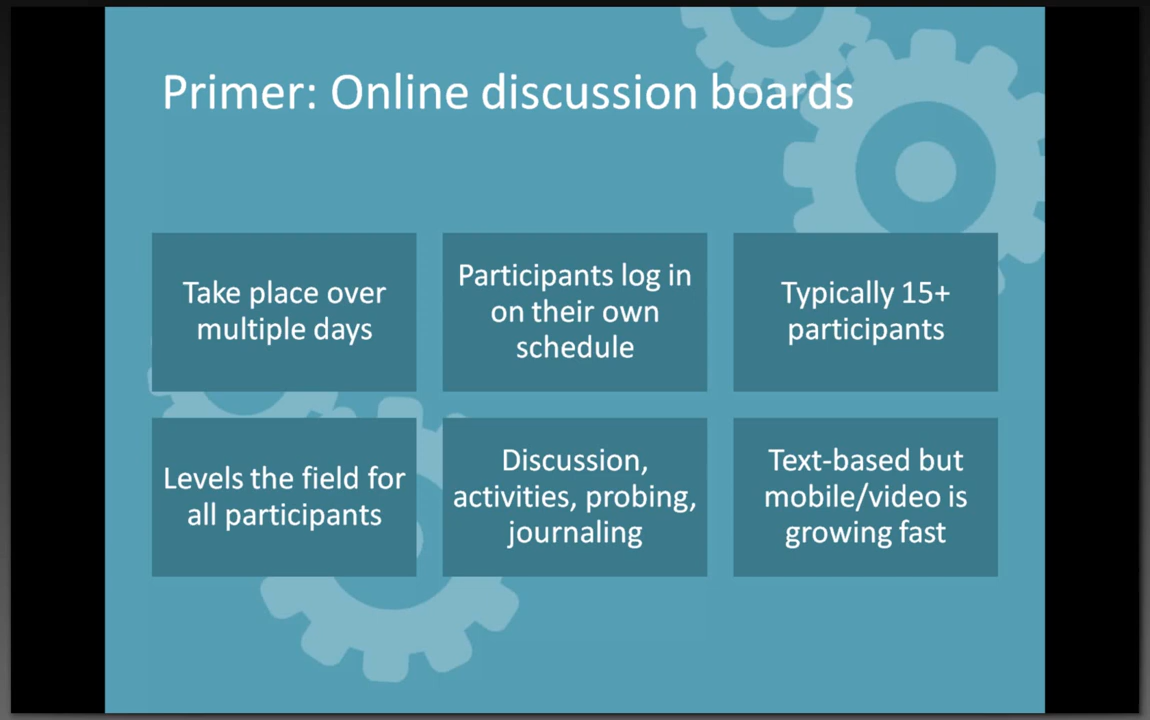 Primer: Online discussion boards
Take place over
multiple days
Participants log in
on their own
schedule
Typically 15+
participants
Levels the field for
all participants
Discussion,
activities, probing,
journaling
Text-based but
mobile/video is
growing fast